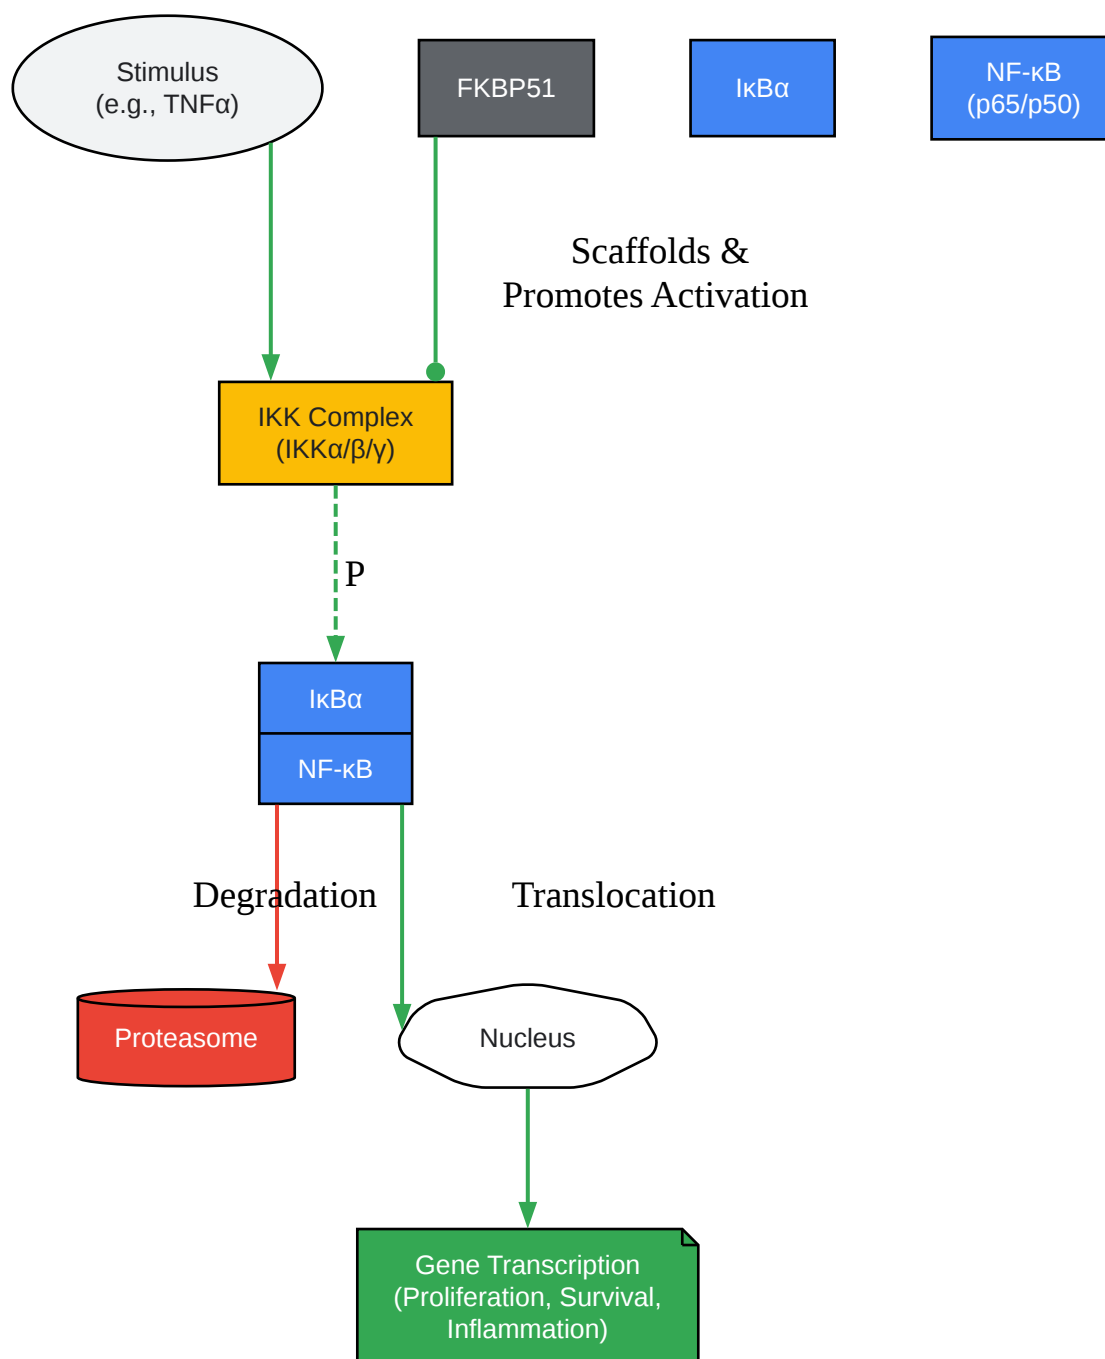 Stimulus
(e.g., TNFα)
FKBP51
IκBα
NF-κB
(p65/p50)
Scaffolds &
Promotes Activation
IKK Complex
(IKKα/β/γ)
P
IκBα
NF-κB
Degradation
Translocation
Proteasome
Nucleus
Gene Transcription
(Proliferation, Survival,
Inflammation)